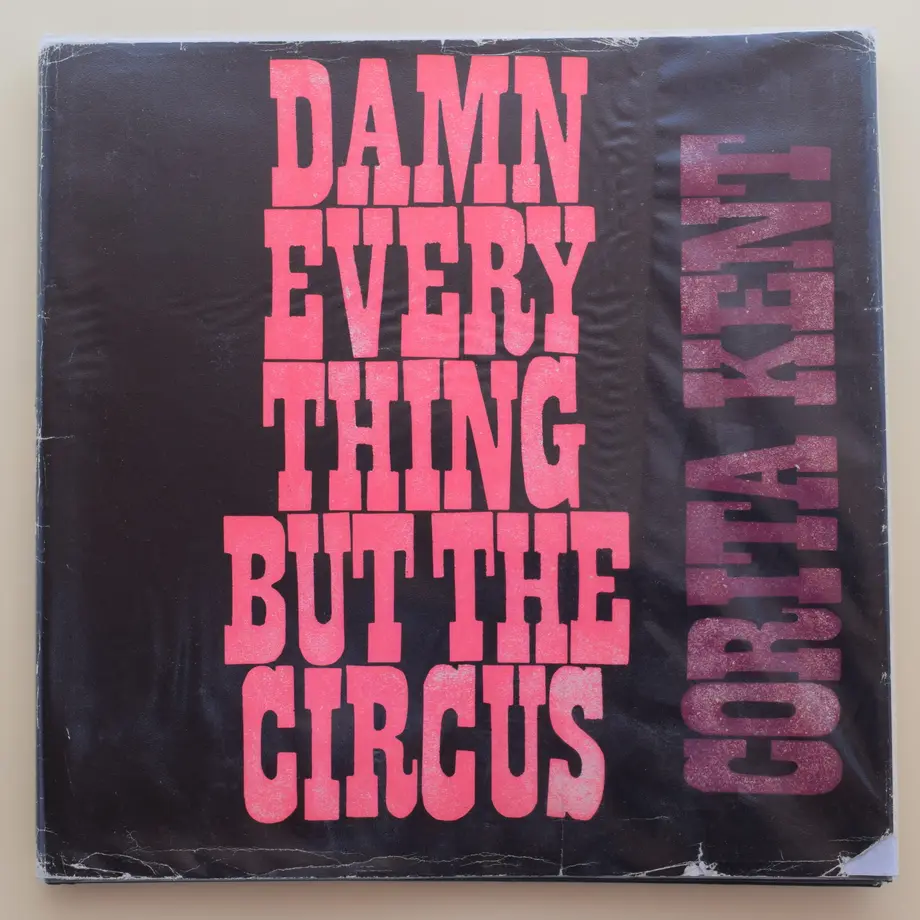 DAMN
EVERY
THING
BUT THE
CIRCUS
CORITA KENT